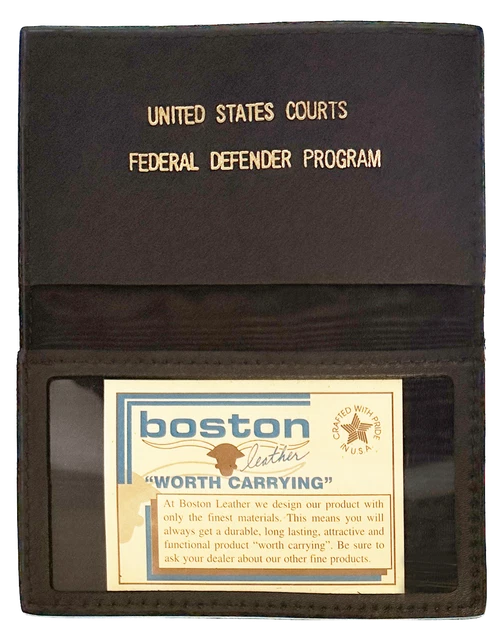 UNITED STATES COURTS
FEDERAL DEFENDER PROGRAM
boston
leather
CRAFTED WITH PRIDE
IN U.S.A.
“WORTH CARRYING”
At Boston Leather we design our product with
only the finest materials. This means you will
always get a durable, long lasting, attractive and
functional product “worth carrying”. Be sure to
ask your dealer about our other fine products.